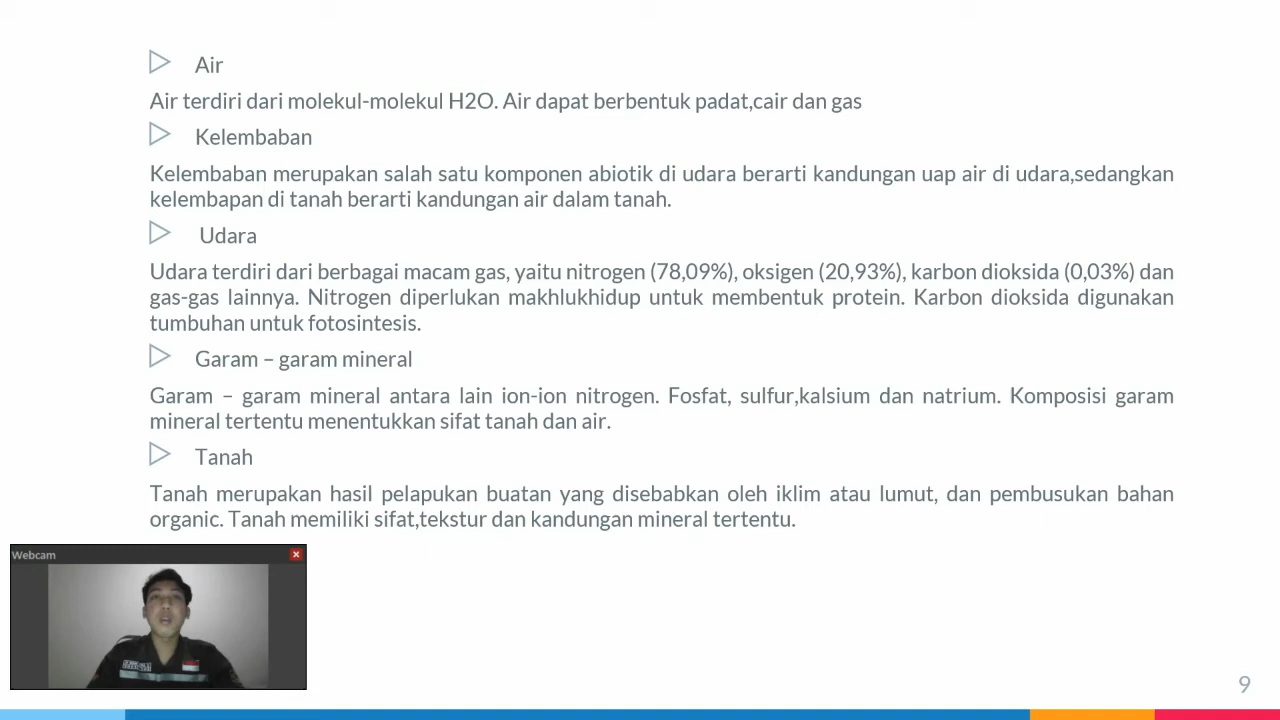 Air
Air terdiri dari molekul-molekul H2O. Air dapat berbentuk padat,cair dan gas
Kelembaban
Kelembaban merupakan salah satu komponen abiotik di udara berarti kandungan uap air di udara,sedangkan
kelembapan di tanah berarti kandungan air dalam tanah.
Udara
Udara terdiri dari berbagai macam gas, yaitu nitrogen (78,09%), oksigen (20,93%), karbon dioksida (0,03%) dan
gas-gas lainnya. Nitrogen diperlukan makhlukhidup untuk membentuk protein. Karbon dioksida digunakan
tumbuhan untuk fotosintesis.
Garam – garam mineral
Garam – garam mineral antara lain ion-ion nitrogen. Fosfat, sulfur,kalsium dan natrium. Komposisi garam
mineral tertentu menentukkan sifat tanah dan air.
Tanah
Tanah merupakan hasil pelapukan buatan yang disebabkan oleh iklim atau lumut, dan pembusukan bahan
organic. Tanah memiliki sifat,tekstur dan kandungan mineral tertentu.
Webcam
9